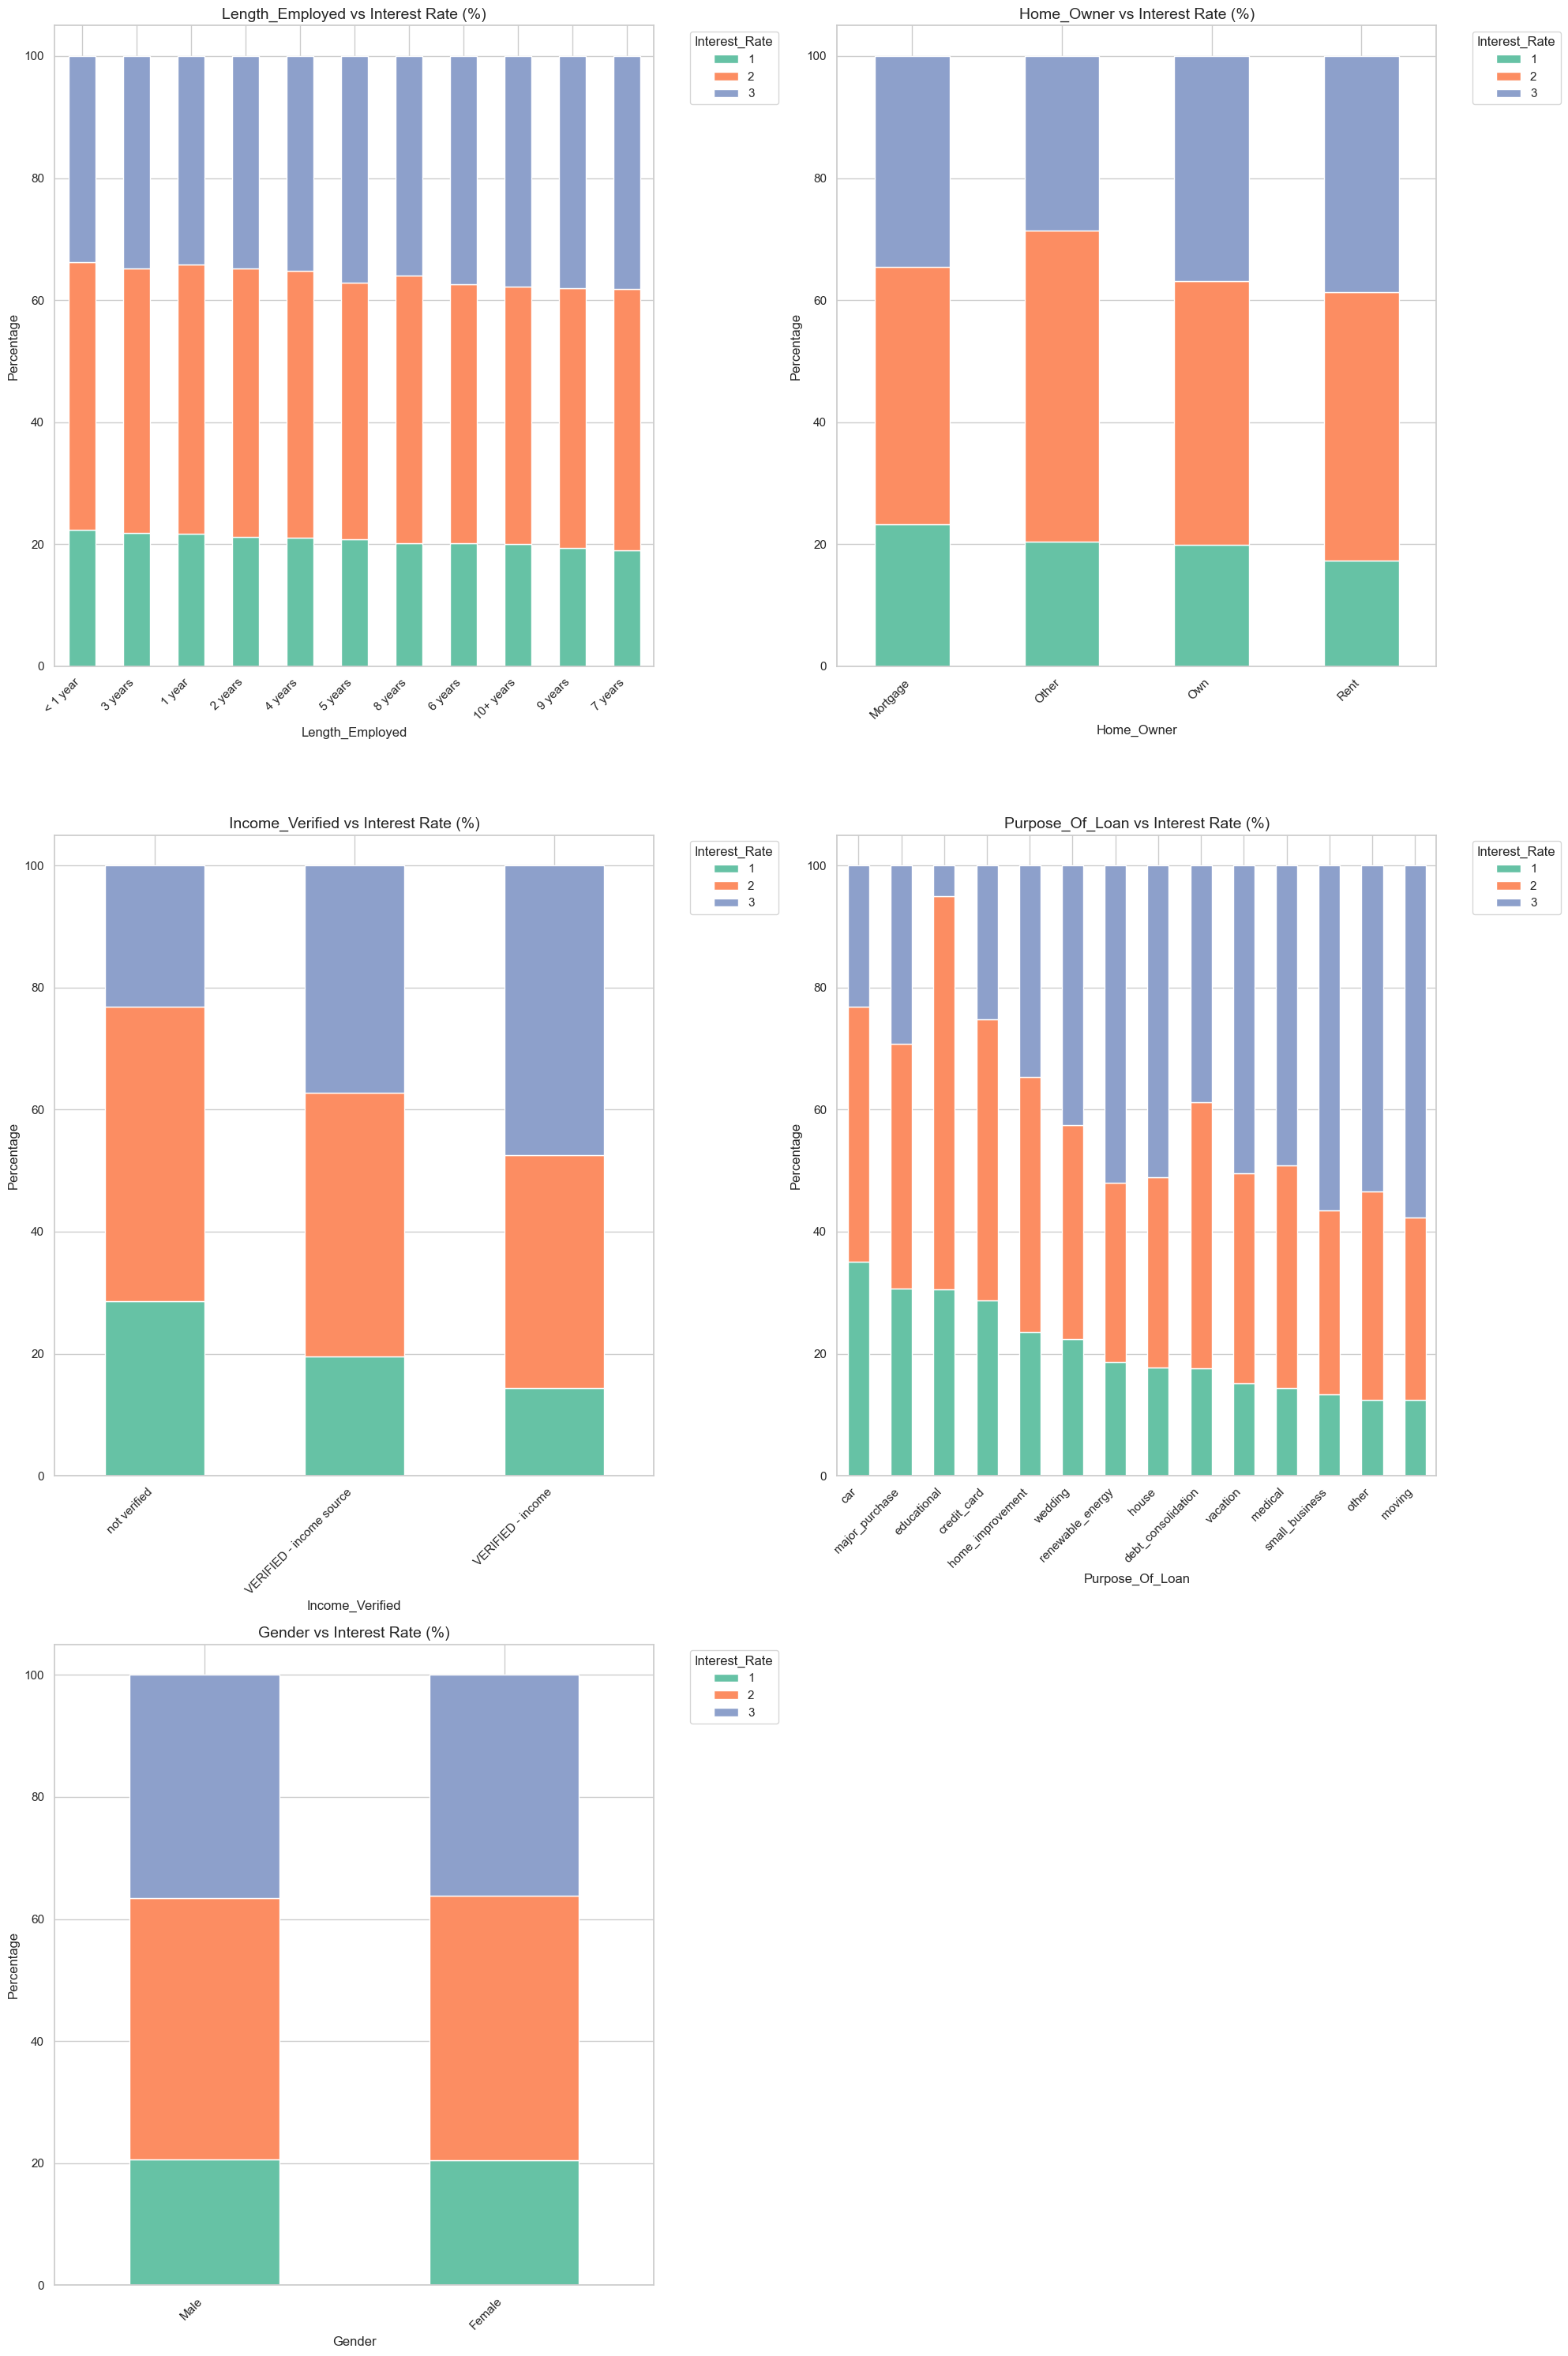 Length_Employed vs Interest Rate (%)
Percentage
100
80
60
40
20
0
< 1 year
3 years
1 year
2 years
4 years
5 years
8 years
6 years
10+ years
9 years
7 years
Length_Employed
Interest_Rate
1
2
3
Home_Owner vs Interest Rate (%)
Percentage
100
80
60
40
20
0
Mortgage
Other
Own
Rent
Home_Owner
Interest_Rate
1
2
3
Income_Verified vs Interest Rate (%)
Percentage
100
80
60
40
20
0
not verified
VERIFIED - income source
VERIFIED - income
Income_Verified
Interest_Rate
1
2
3
Purpose_Of_Loan vs Interest Rate (%)
Percentage
100
80
60
40
20
0
car
major_purchase
educational
credit_card
home_improvement
wedding
renewable_energy
house
debt_consolidation
vacation
medical
small_business
other
moving
Purpose_Of_Loan
Interest_Rate
1
2
3
Gender vs Interest Rate (%)
Percentage
100
80
60
40
20
0
Male
Female
Gender
Interest_Rate
1
2
3